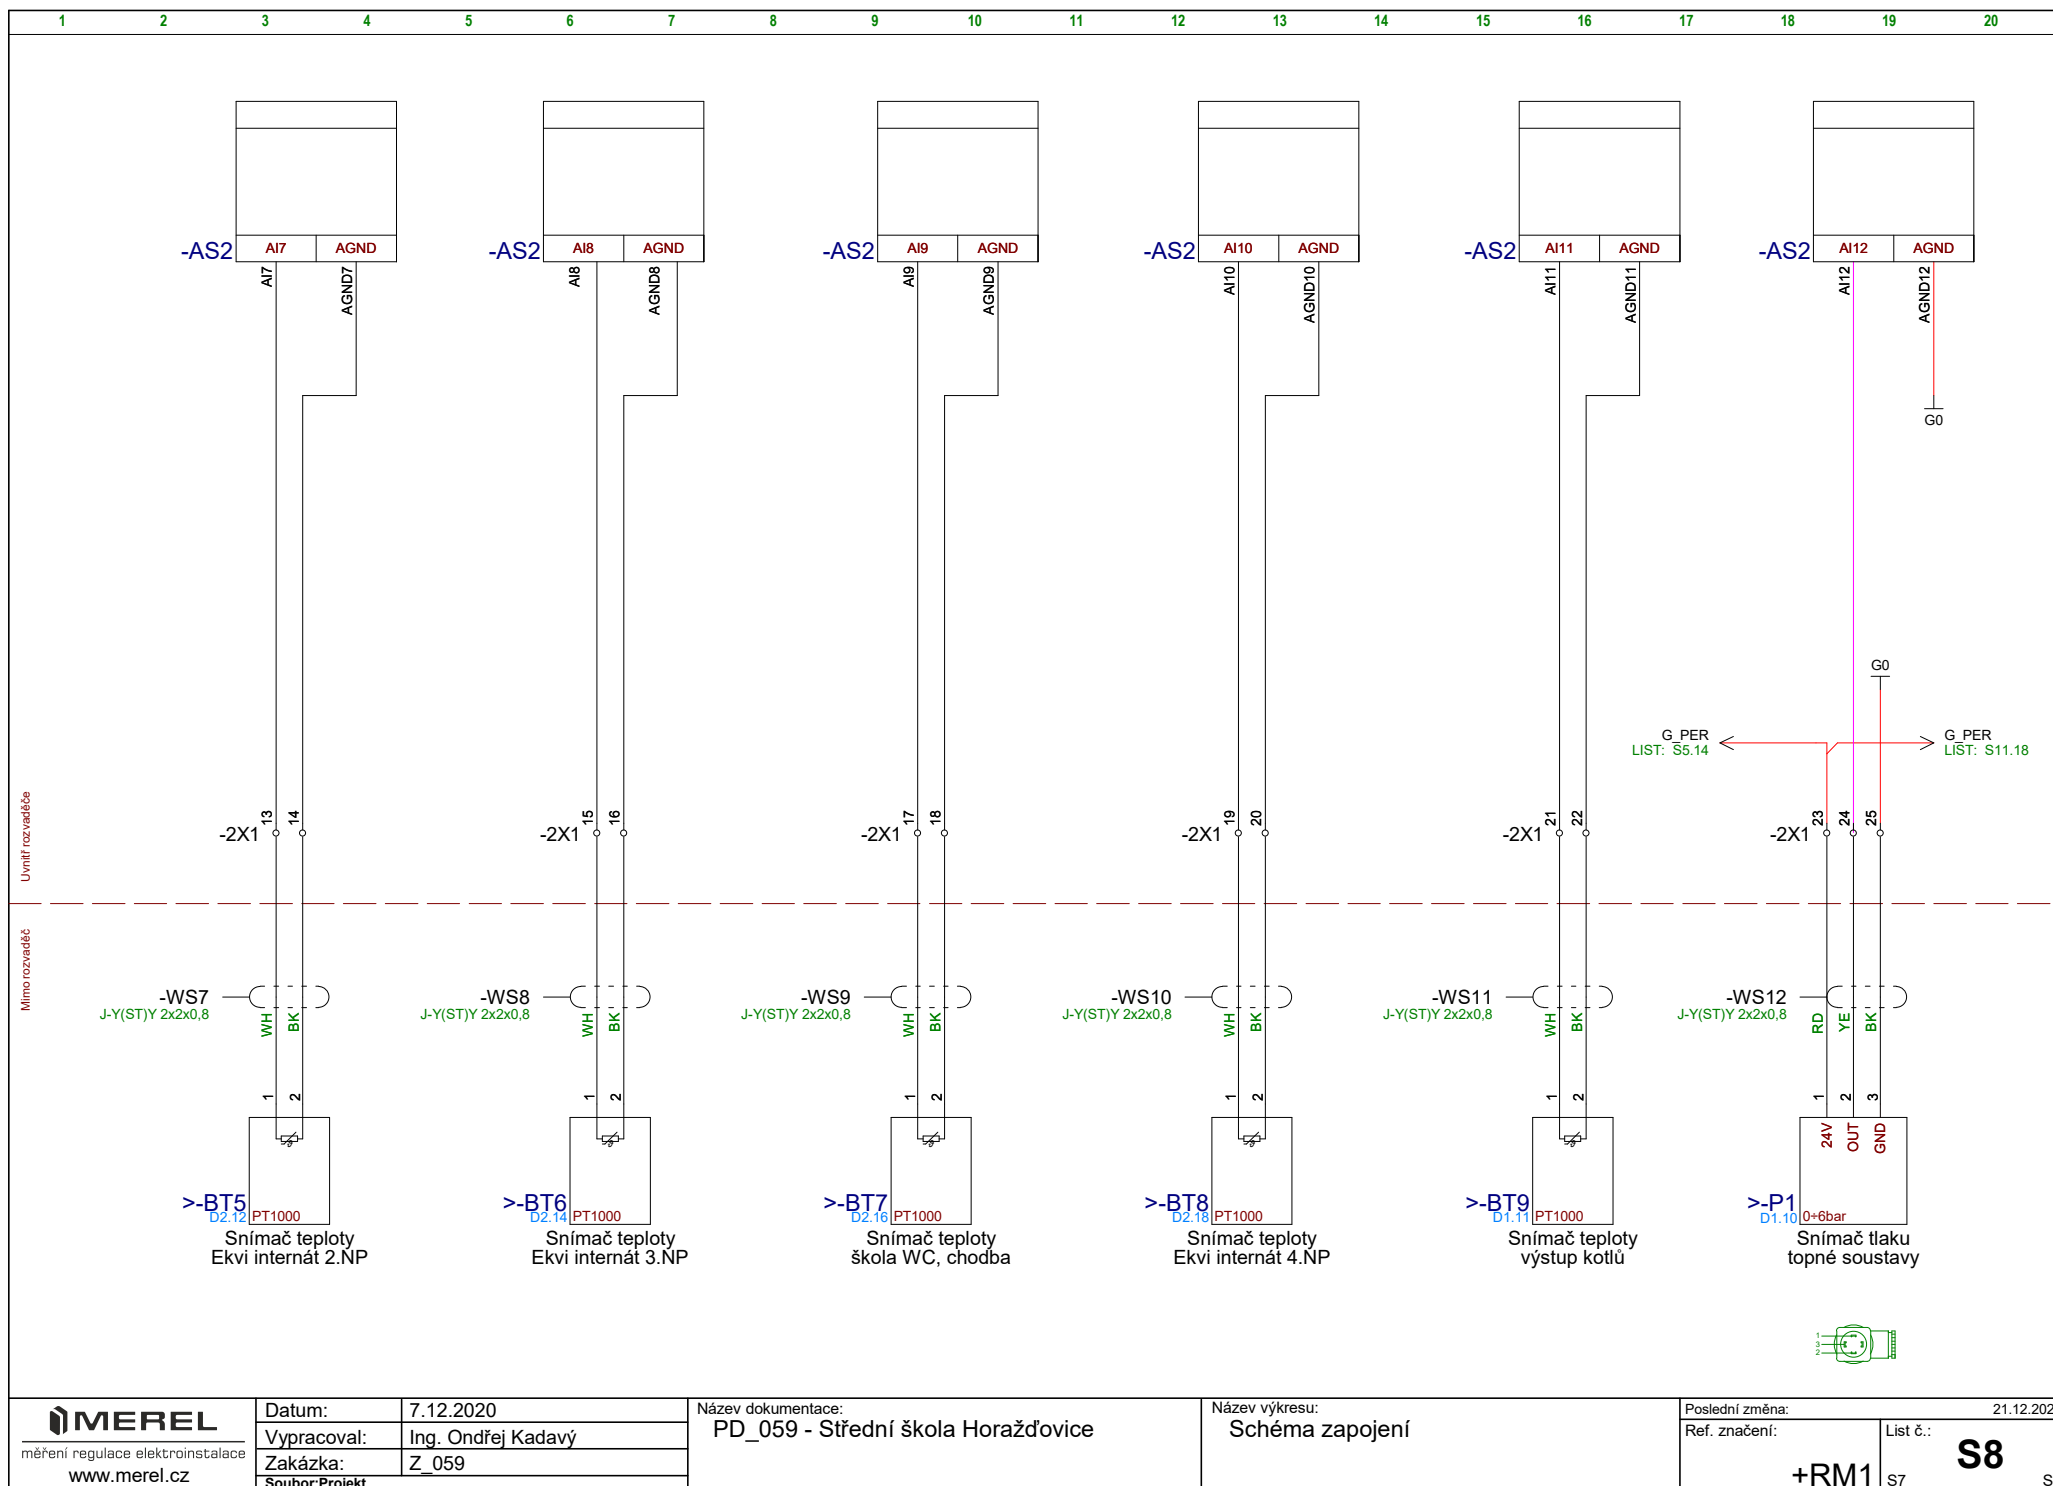 1 2 3 4 5 6 7 8 9 10 11 12 13 14 15 16 17 18 19 20
-AS2 AI7 AGND
-AS2 AI8 AGND
-AS2 AI9 AGND
-AS2 AI10 AGND
-AS2 AI11 AGND
-AS2 AI12 AGND
AI7 AGND7
AI8 AGND8
AI9 AGND9
AI10 AGND10
AI11 AGND11
AI12 AGND12
G0
G0
G_PER
LIST: S5.14
G_PER
LIST: S11.18
Uvnitř rozvaděče
-2X1 13 14
-2X1 15 16
-2X1 17 18
-2X1 19 20
-2X1 21 22
-2X1 23 24 25
Mimo rozvaděč
-WS7
J-Y(ST)Y 2x2x0,8
WH BK
-WS8
J-Y(ST)Y 2x2x0,8
WH BK
-WS9
J-Y(ST)Y 2x2x0,8
WH BK
-WS10
J-Y(ST)Y 2x2x0,8
WH BK
-WS11
J-Y(ST)Y 2x2x0,8
WH BK
-WS12
J-Y(ST)Y 2x2x0,8
RD YE BK
1 2
1 2
1 2
1 2
1 2
1 2 3
24V OUT GND
>-BT5
D2.12 PT1000
Snímač teploty
Ekvi internát 2.NP
>-BT6
D2.14 PT1000
Snímač teploty
Ekvi internát 3.NP
>-BT7
D2.16 PT1000
Snímač teploty
škola WC, chodba
>-BT8
D2.18 PT1000
Snímač teploty
Ekvi internát 4.NP
>-BT9
D1.11 PT1000
Snímač teploty
výstup kotlů
>-P1
D1.10 0÷6bar
Snímač tlaku
topné soustavy
1
3
2
MEREL
měření regulace elektroinstalace
www.merel.cz
Datum: 7.12.2020
Vypracoval: Ing. Ondřej Kadavý
Zakázka: Z_059
Soubor:Projekt
Název dokumentace:
PD_059 - Střední škola Horažďovice
Název výkresu:
Schéma zapojení
Poslední změna: 21.12.202
Ref. značení:
+RM1
List č.:
S8
S7 S